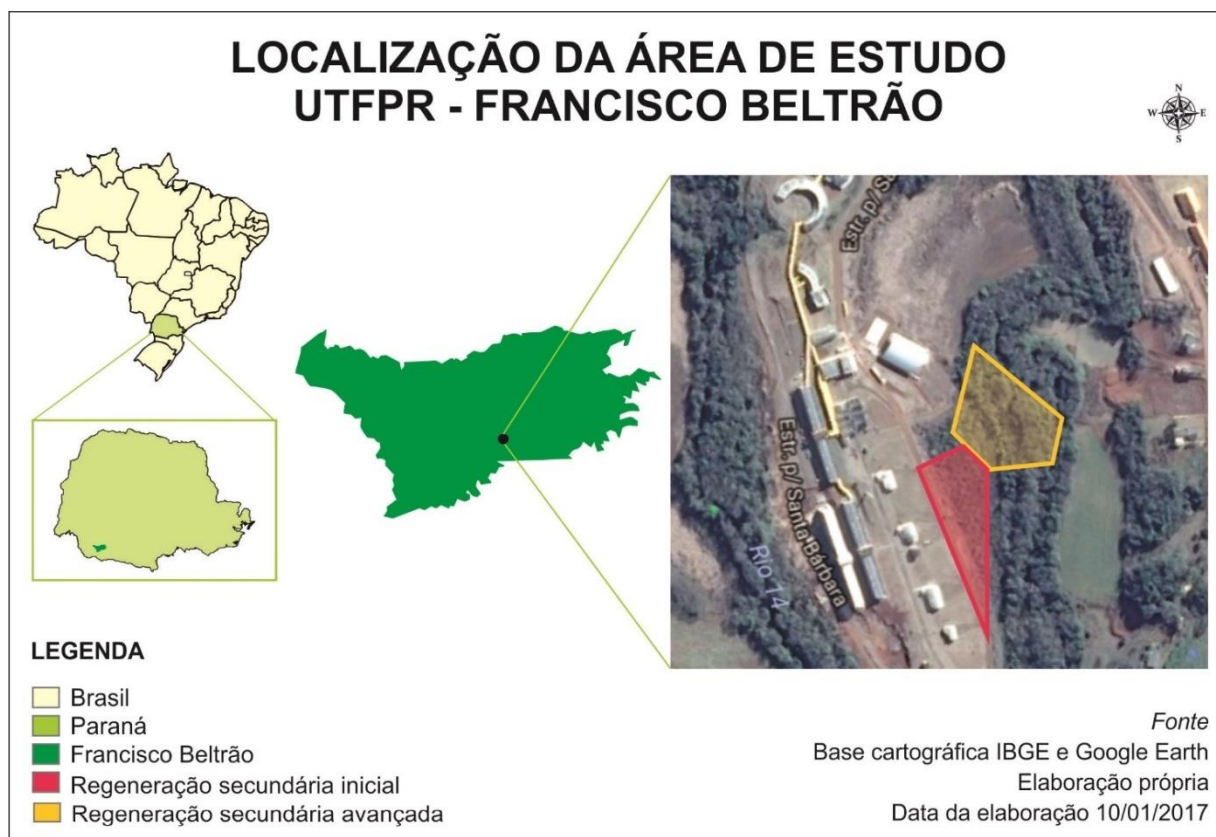 LOCALIZAÇÃO DA ÁREA DE ESTUDO
UTFPR - FRANCISCO BELTRÃO
N
W E
S
Estr. p/ Sa
Estr. p/ Santa Bárbara
Rio 14
LEGENDA
Brasil
Paraná
Francisco Beltrão
Regeneração secundária inicial
Regeneração secundária avançada
Fonte
Base cartográfica IBGE e Google Earth
Elaboração própria
Data da elaboração 10/01/2017